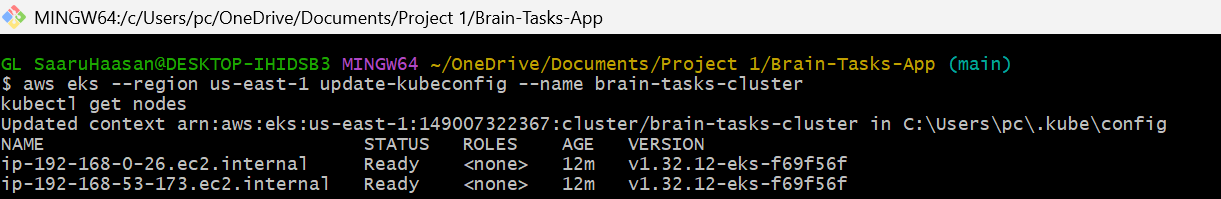 MINGW64:/c/Users/pc/OneDrive/Documents/Project 1/Brain-Tasks-App
GL SaaruHaasan@DESKTOP-IHIDSB3 MINGW64 ~/OneDrive/Documents/Project 1/Brain-Tasks-App (main)
$ aws eks --region us-east-1 update-kubeconfig --name brain-tasks-cluster
kubectl get nodes
Updated context arn:aws:eks:us-east-1:149007322367:cluster/brain-tasks-cluster in C:\Users\pc\.kube\config
NAME                          STATUS   ROLES    AGE   VERSION
ip-192-168-0-26.ec2.internal     Ready    <none>   12m   v1.32.12-eks-f69f56f
ip-192-168-53-173.ec2.internal   Ready    <none>   12m   v1.32.12-eks-f69f56f